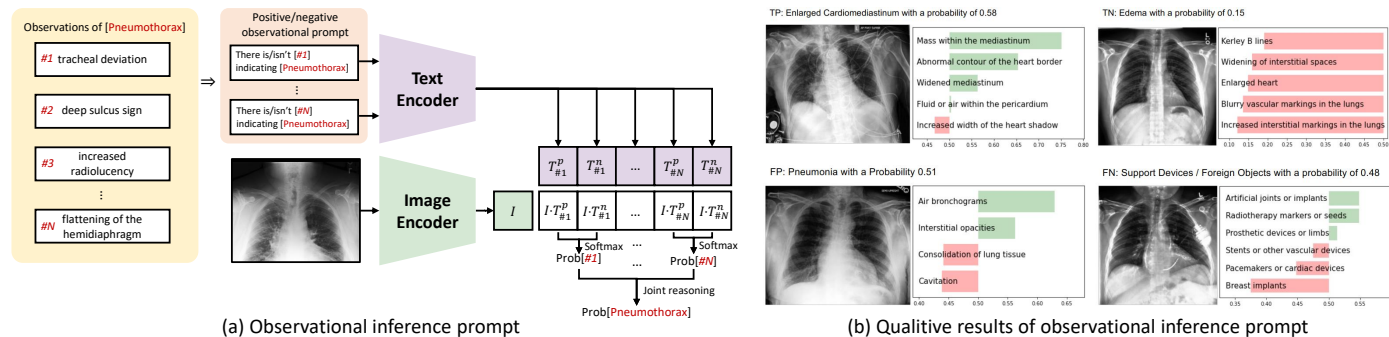 Observations of [Pneumothorax]
#1 tracheal deviation
#2 deep sulcus sign
#3 increased
radiolucency
⋮
#N flattening of the
hemidiaphragm
⇒
Positive/negative
observational prompt
There is/isn't [#1]
indicating [Pneumothorax]
⋮
There is/isn't [#N]
indicating [Pneumothorax]
Text
Encoder
Image
Encoder
I
T^p_#1 T^n_#1 ... T^p_#N T^n_#N
I·T^p_#1 I·T^n_#1 ... I·T^p_#N I·T^n_#N
Softmax ... Softmax
Prob[#1] ... Prob[#N]
Joint reasoning
Prob[Pneumothorax]
(a) Observational inference prompt
TP: Enlarged Cardiomediastinum with a probability of 0.58
Mass within the mediastinum
Abnormal contour of the heart border
Widened mediastinum
Fluid or air within the pericardium
Increased width of the heart shadow
0.45 0.50 0.55 0.60 0.65 0.70 0.75 0.80
TN: Edema with a probability of 0.15
Kerley B lines
Widening of interstitial spaces
Enlarged heart
Blurry vascular markings in the lungs
Increased interstitial markings in the lungs
0.10 0.15 0.20 0.25 0.30 0.35 0.40 0.45 0.50
FP: Pneumonia with a Probability 0.51
Air bronchograms
Interstitial opacities
Consolidation of lung tissue
Cavitation
0.40 0.45 0.50 0.55 0.60 0.65
FN: Support Devices / Foreign Objects with a probability of 0.48
Artificial joints or implants
Radiotherapy markers or seeds
Prosthetic devices or limbs
Stents or other vascular devices
Pacemakers or cardiac devices
Breast implants
0.35 0.40 0.45 0.50 0.55
(b) Qualitive results of observational inference prompt